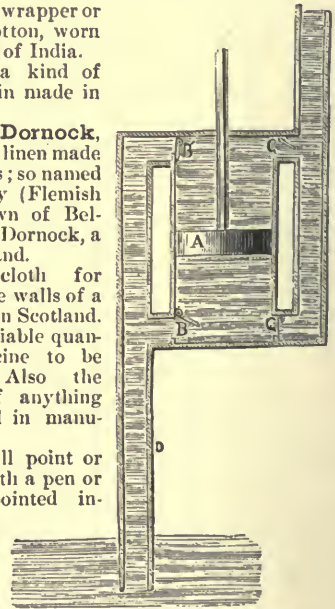 wrapper or
otton, worn
of India.
a kind of
in made in
Dornock,
linen made
s; so named
y (Flemish
wn of Bel-
Dornock, a
and.
cloth for
e walls of a
n Scotland.
iable quan-
cine to be
Also the
f anything
d in manu-
ll point or
th a pen or
ointed in-
B
C
A
B
C
D